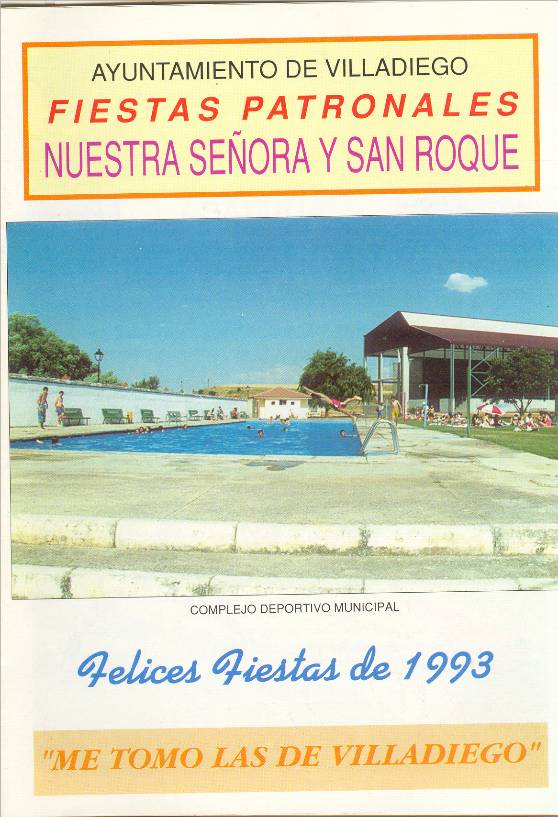 AYUNTAMIENTO DE VILLADIEGO
FIESTAS PATRONALES
NUESTRA SEÑORA Y SAN ROQUE
COMPLEJO DEPORTIVO MUNICIPAL
Felices Fiestas de 1993
"ME TOMO LAS DE VILLADIEGO"